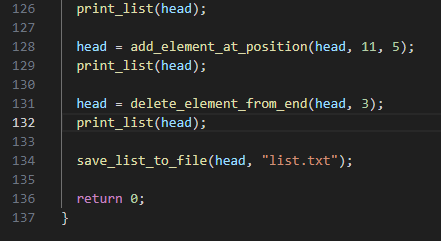 126 print_list(head);
127
128 head = add_element_at_position(head, 11, 5);
129 print_list(head);
130
131 head = delete_element_from_end(head, 3);
132 print_list(head);
133
134 save_list_to_file(head, "list.txt");
135
136 return 0;
137 }